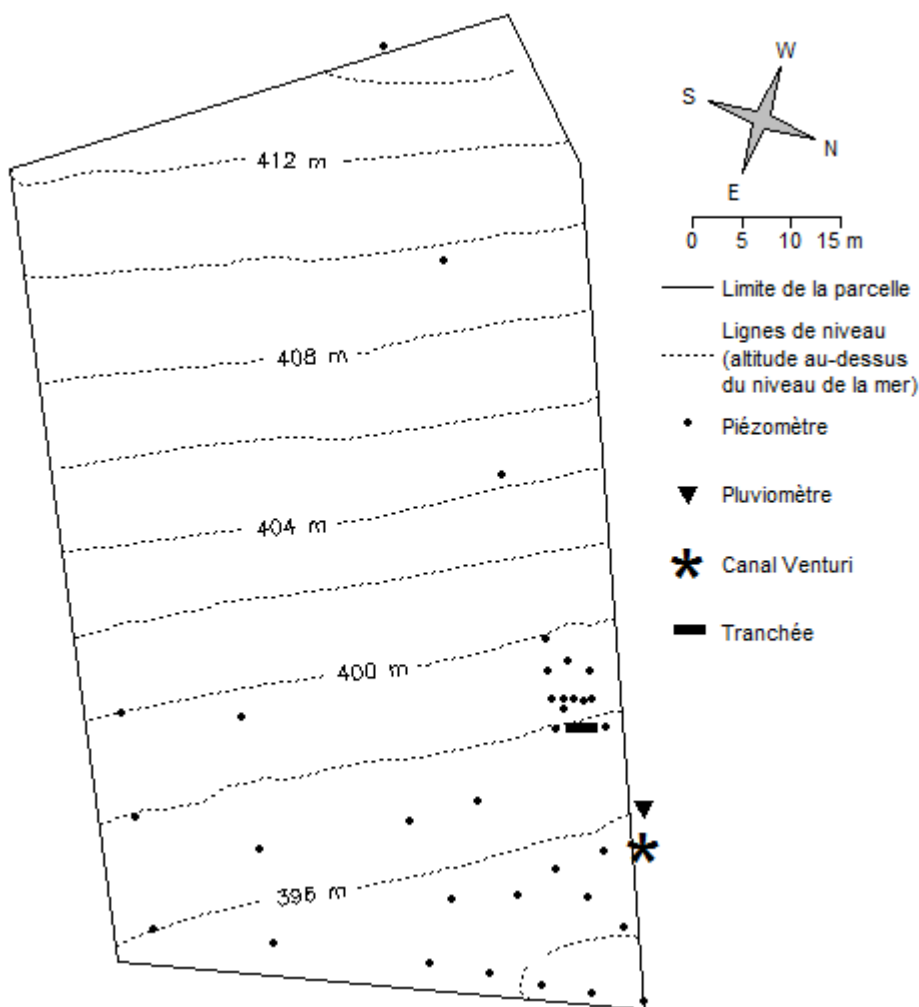 W
S
N
E
412 m
0 5 10 15 m
Limite de la parcelle
Lignes de niveau
(altitude au-dessus
du niveau de la mer)
408 m
Piézomètre
Pluviomètre
404 m
Canal Venturi
Tranchée
400 m
396 m